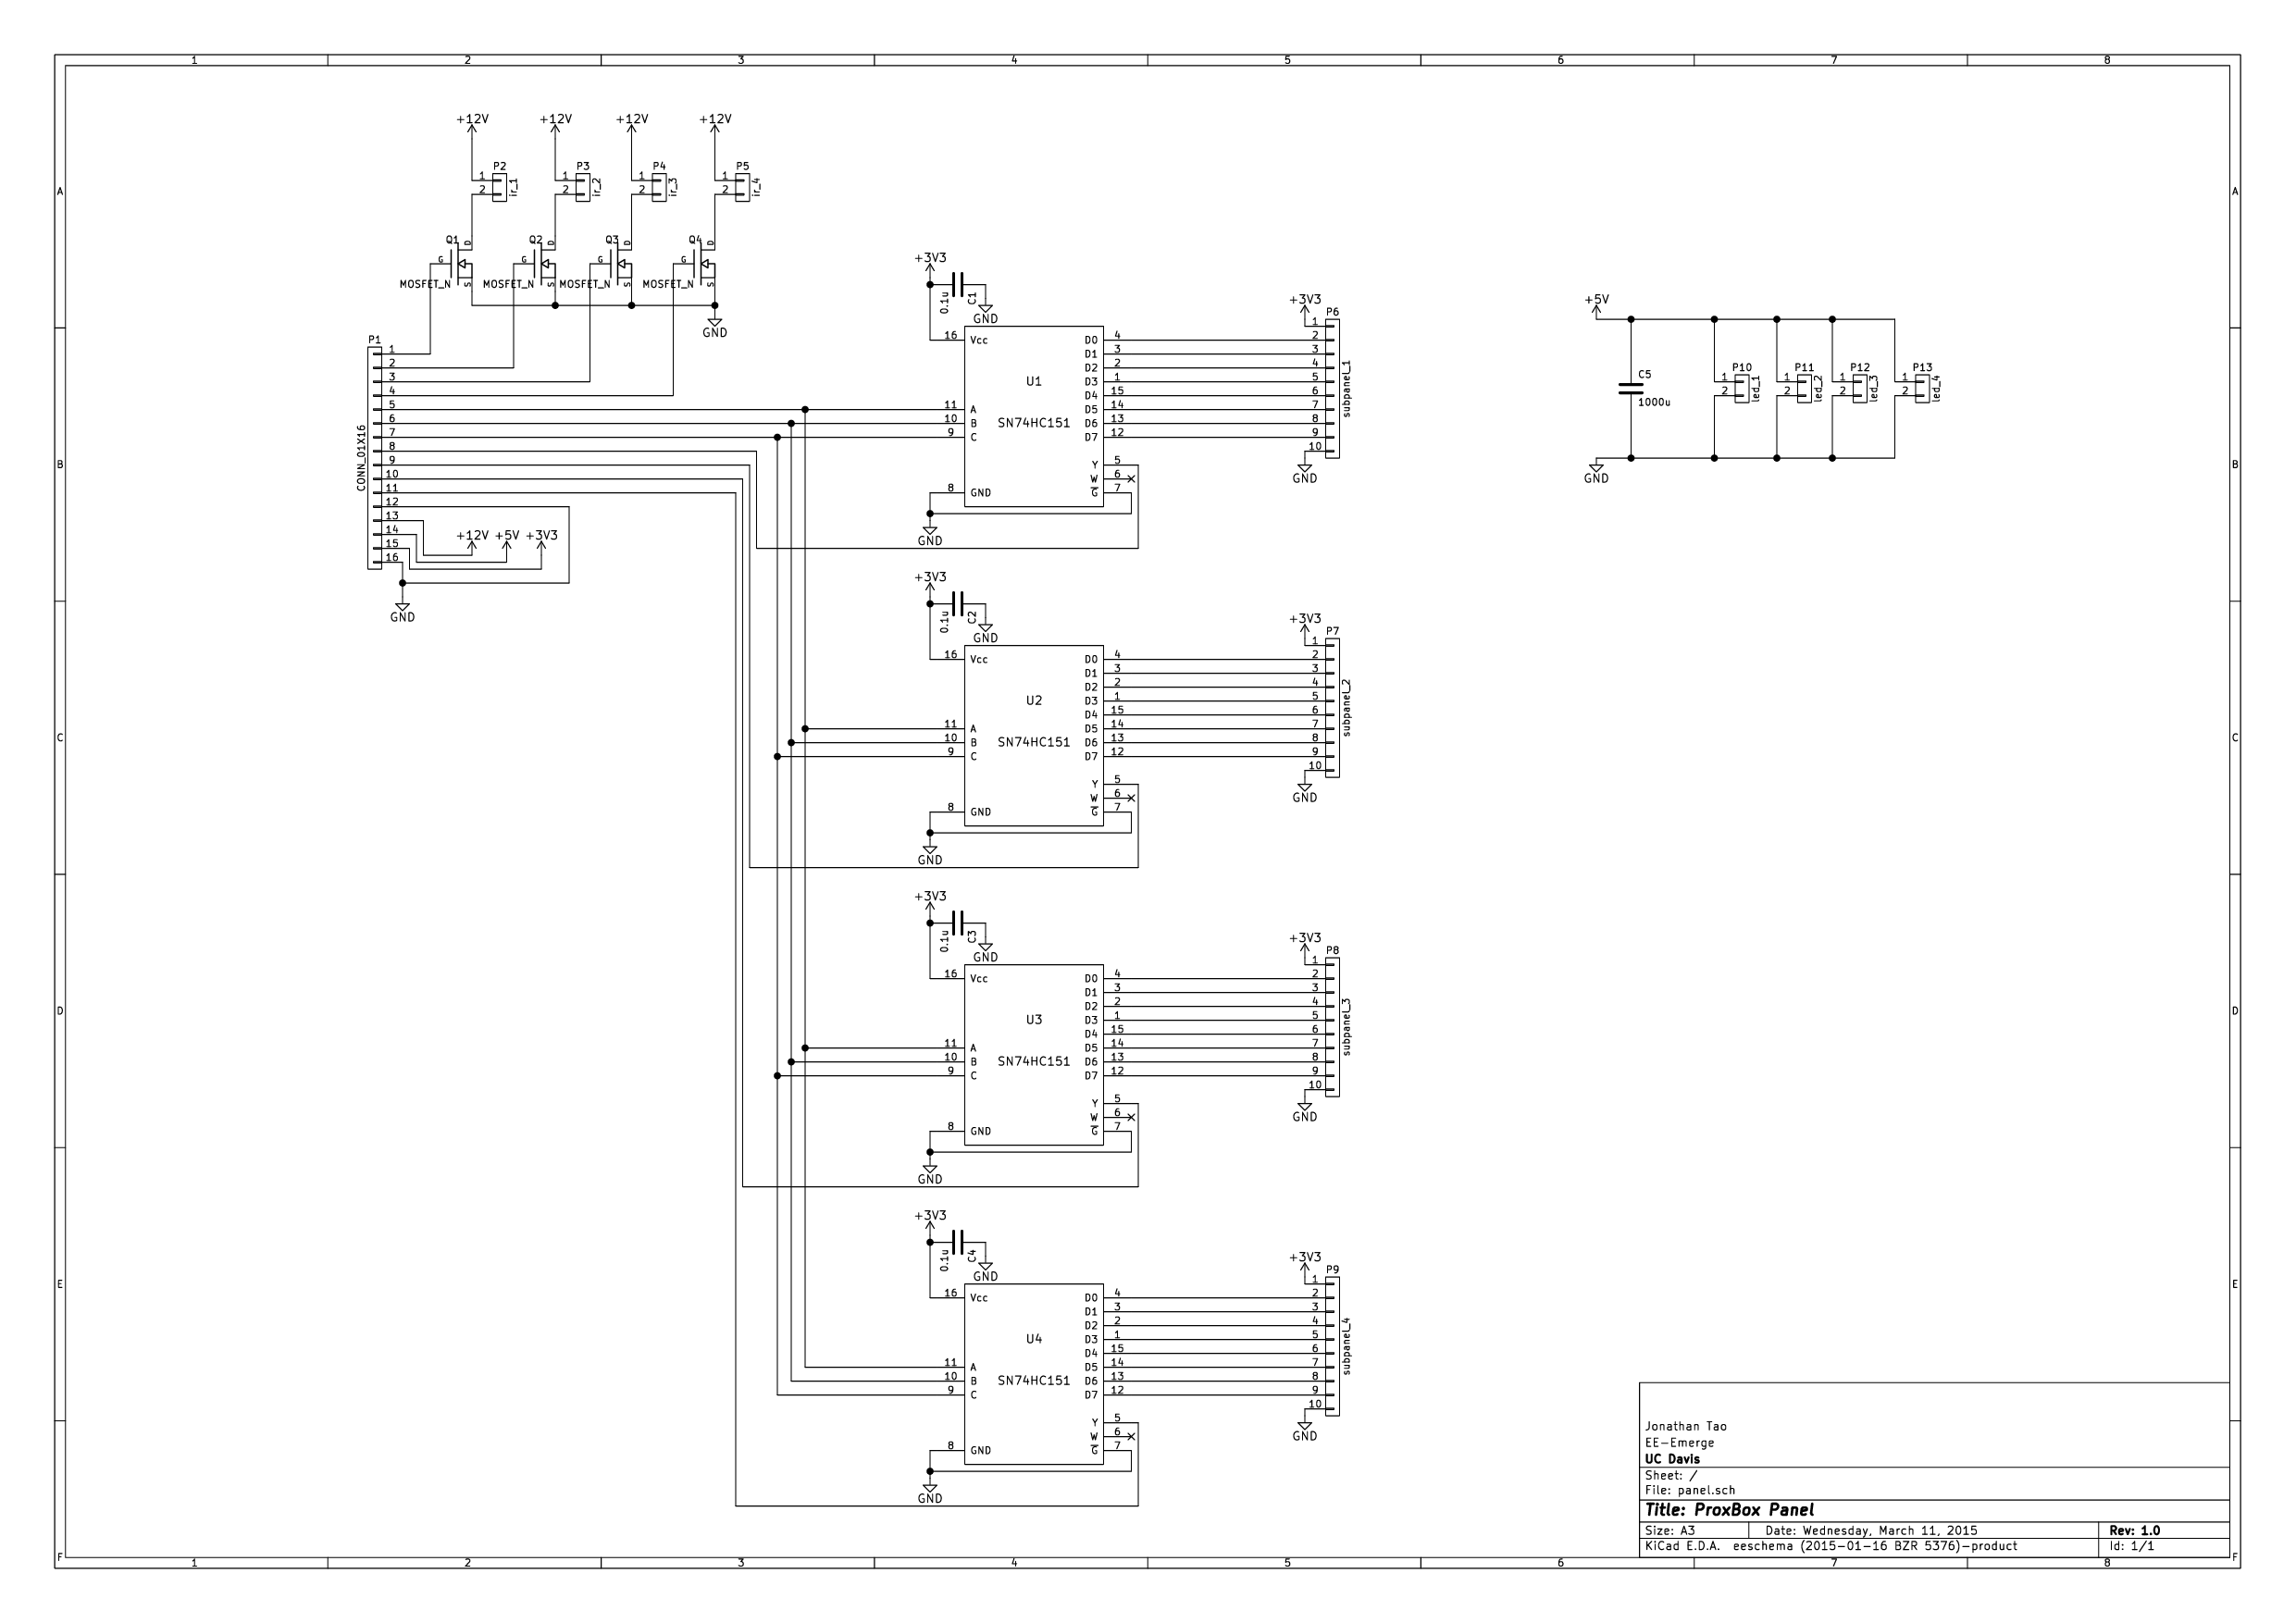 1 2 3 4 5 6 7 8
A A
B B
C C
D D
E E
F F
+12V +12V +12V +12V
P2 P3 P4 P5
1 1 1 1
2 2 2 2
ir_1 ir_2 ir_3 ir_4
Q1 Q2 Q3 Q4
D D D D
G G G G
S S S S
MOSFET_N MOSFET_N MOSFET_N MOSFET_N
GND
P1
CONN_01X16
1
2
3
4
5
6
7
8
9
10
11
12
13
14
15
16
+12V +5V +3V3
GND
+3V3
0.1u C1
GND
16 Vcc
U1
SN74HC151
11 A
10 B
9 C
8 GND
GND
D0 4
D1 3
D2 2
D3 1
D4 15
D5 14
D6 13
D7 12
Y 5
W 6
G 7
+3V3
P6
subpanel_1
1
2
3
4
5
6
7
8
9
10
GND
+3V3
0.1u C2
GND
16 Vcc
U2
SN74HC151
11 A
10 B
9 C
8 GND
GND
D0 4
D1 3
D2 2
D3 1
D4 15
D5 14
D6 13
D7 12
Y 5
W 6
G 7
+3V3
P7
subpanel_2
1
2
3
4
5
6
7
8
9
10
GND
+3V3
0.1u C3
GND
16 Vcc
U3
SN74HC151
11 A
10 B
9 C
8 GND
GND
D0 4
D1 3
D2 2
D3 1
D4 15
D5 14
D6 13
D7 12
Y 5
W 6
G 7
+3V3
P8
subpanel_3
1
2
3
4
5
6
7
8
9
10
GND
+3V3
0.1u C4
GND
16 Vcc
U4
SN74HC151
11 A
10 B
9 C
8 GND
GND
D0 4
D1 3
D2 2
D3 1
D4 15
D5 14
D6 13
D7 12
Y 5
W 6
G 7
+3V3
P9
subpanel_4
1
2
3
4
5
6
7
8
9
10
GND
+5V
C5
1000u
P10 P11 P12 P13
1 1 1 1
2 2 2 2
led_1 led_2 led_3 led_4
GND
Jonathan Tao
EE-Emerge
UC Davis
Sheet: /
File: panel.sch
Title: ProxBox Panel
Size: A3 Date: Wednesday, March 11, 2015 Rev: 1.0
KiCad E.D.A. eeschema (2015-01-16 BZR 5376)-product Id: 1/1
1 2 3 4 5 6 7 8